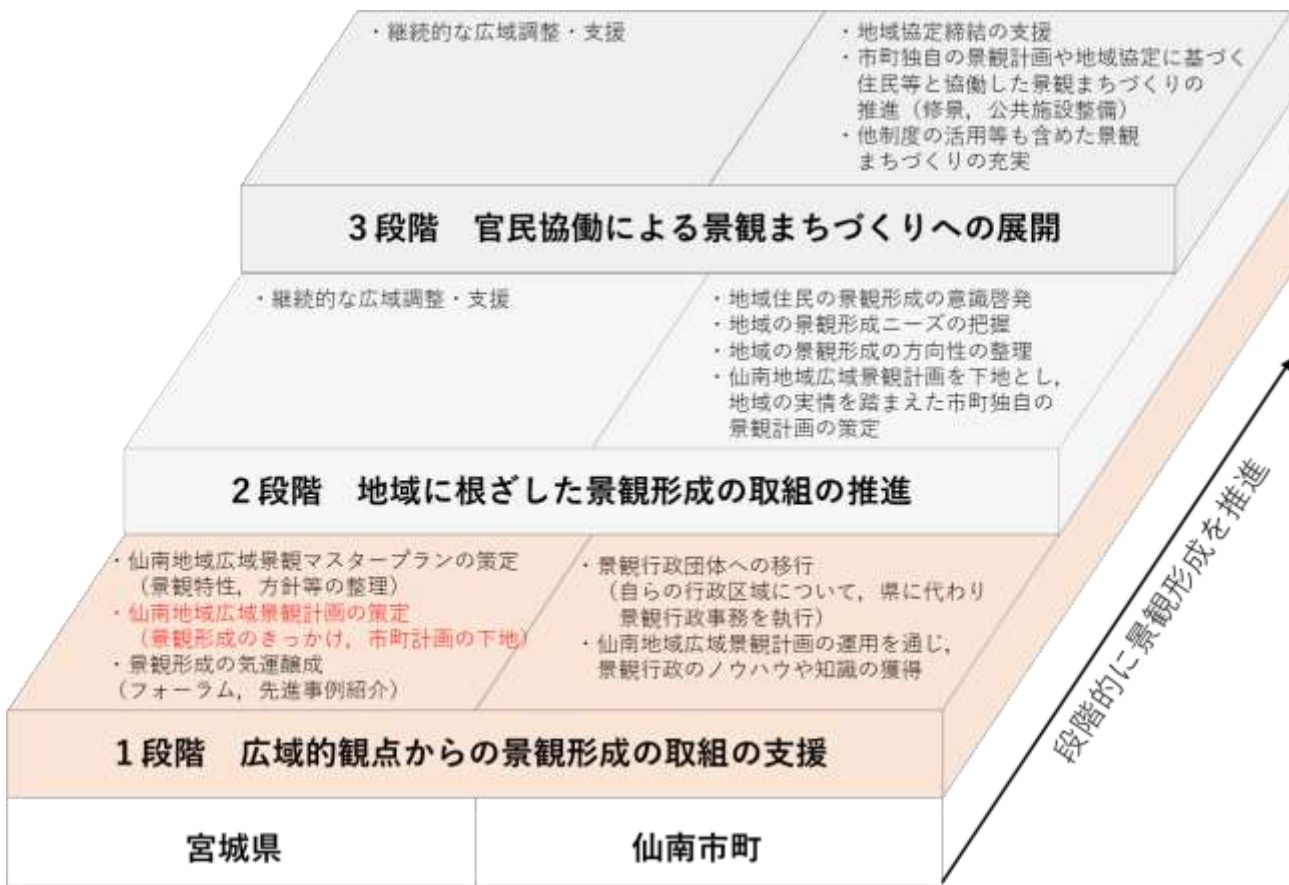 ・継続的な広域調整・支援
・地域協定締結の支援
・市町独自の景観計画や地域協定に基づく
住民等と協働した景観まちづくりの
推進（修景，公共施設整備）
・他制度の活用等も含めた景観
まちづくりの充実
３段階　官民協働による景観まちづくりへの展開
・継続的な広域調整・支援
・地域住民の景観形成の意識啓発
・地域の景観形成ニーズの把握
・地域の景観形成の方向性の整理
・仙南地域広域景観計画を下地とし，
地域の実情を踏まえた市町独自の
景観計画の策定
２段階　地域に根ざした景観形成の取組の推進
・仙南地域広域景観マスタープランの策定
（景観特性，方針等の整理）
・仙南地域広域景観計画の策定
（景観形成のきっかけ，市町計画の下地）
・景観形成の気運醸成
（フォーラム，先進事例紹介）
・景観行政団体への移行
（自らの行政区域について，県に代わり
景観行政事務を執行）
・仙南地域広域景観計画の運用を通じ，
景観行政のノウハウや知識の獲得
１段階　広域的観点からの景観形成の取組の支援
宮城県
仙南市町
段階的に景観形成を推進